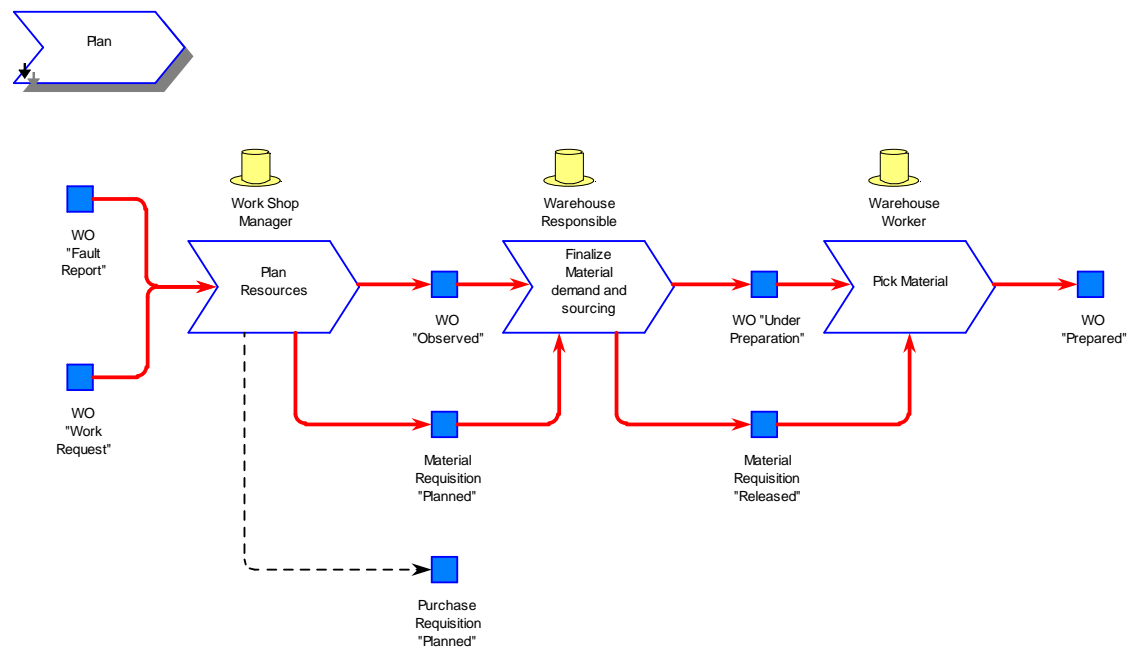 Plan
Work Shop
Manager
Warehouse
Responsible
Warehouse
Worker
WO
"Fault
Report"
Plan
Resources
WO
"Observed"
Finalize
Material
demand and
sourcing
WO "Under
Preparation"
Pick Material
WO
"Prepared"
WO
"Work
Request"
Material
Requisition
"Planned"
Material
Requisition
"Released"
Purchase
Requisition
"Planned"